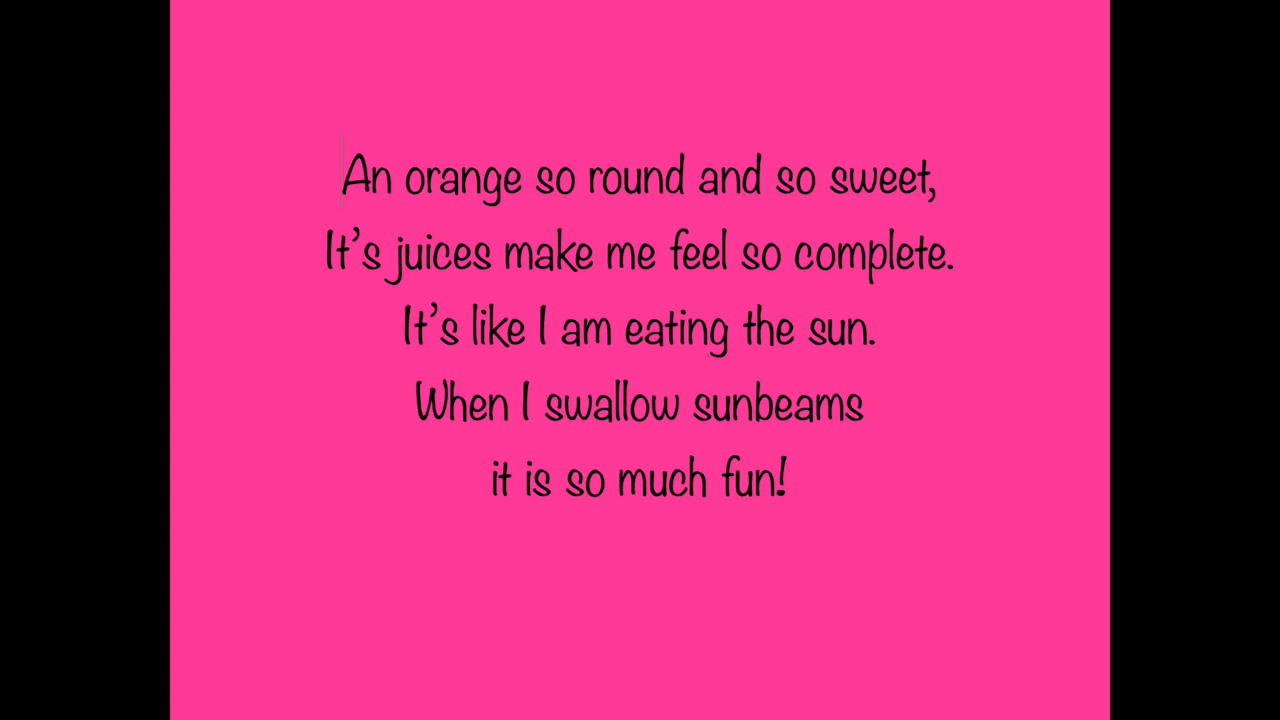 An orange so round and so sweet,
It's juices make me feel so complete.
It's like I am eating the sun.
When I swallow sunbeams
it is so much fun!